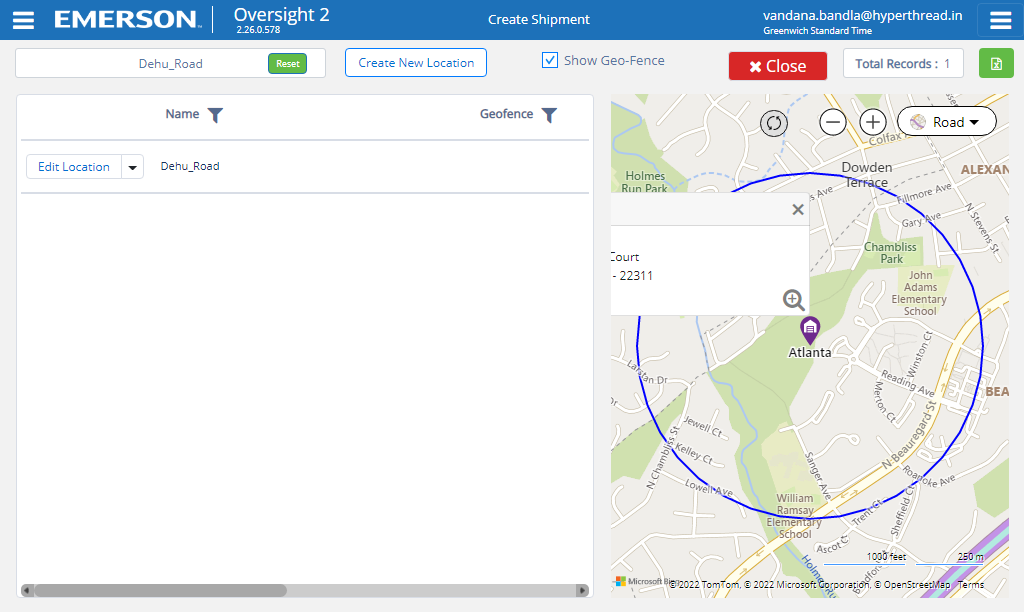 EMERSON.
Oversight 2
2.26.0.578
Create Shipment
vandana.bandla@hyperthread.in
Greenwich Standard Time
Dehu_Road
Reset
Create New Location
Show Geo-Fence
Close
Total Records : 1
Name
Geofence
Edit Location
Dehu_Road
Road
Colfax
Dowden
Terrace
ALEXAN
Holmes
Run Park
s Ave
Fillmore Ave
Gary Ave
N Stevens St
Chambliss
Park
Court
- 22311
John
Adams
Elementary
School
Atlanta
Winston Ct
Reading Ave
Merton Ct
BEA
Larstan Dr
Dr
Jewell Ct
Kelley Ct
N Chambliss St
Lowell Ave
Sanger Ave
N Beauregard St
Roanoke Ave
William
Ramsay
Elementary
School
Trent Ct
Sheffield Ct
Ascot Ct
1000 feet
250 m
Microsoft Bi
©2022 TomTom, © 2022 Microsoft Corporation, © OpenStreetMap Terms